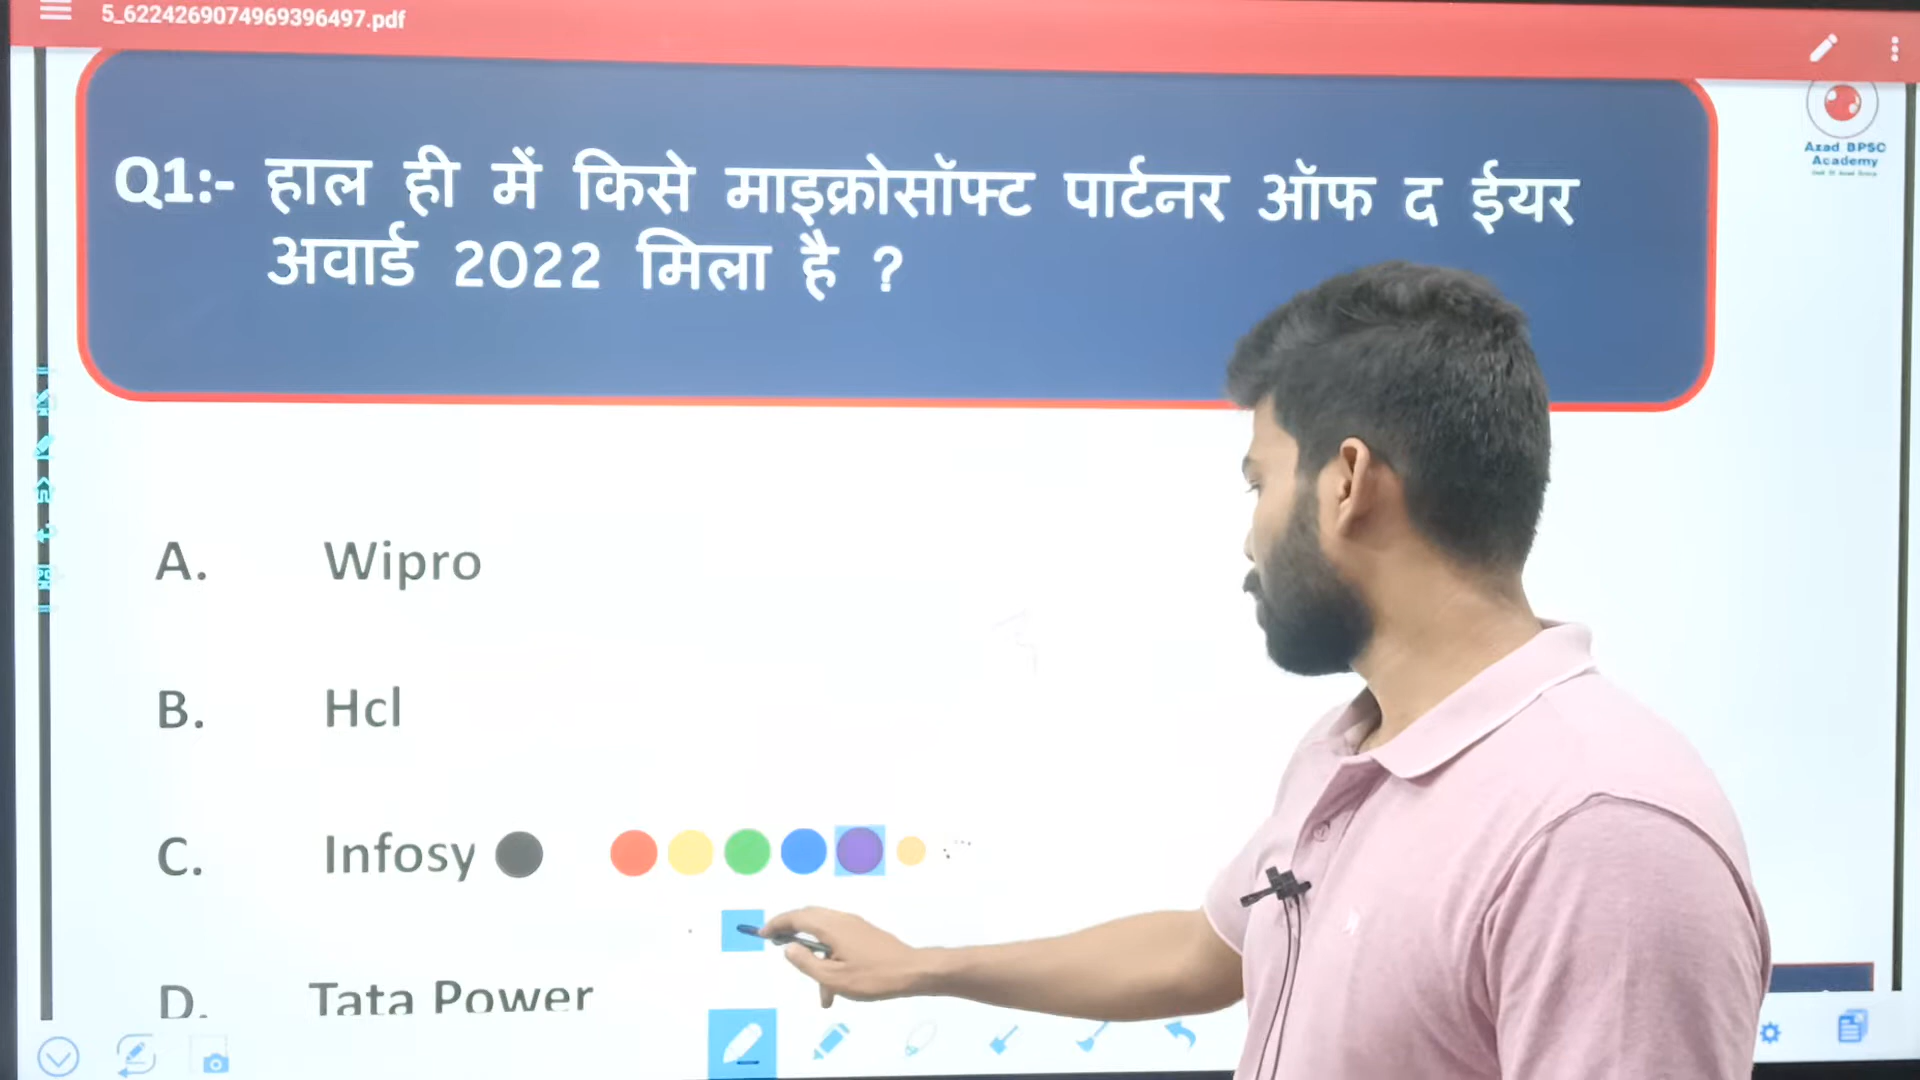 5_6224269074969396497.pdf
Azad BPSC
Academy
Q1:- हाल ही में किसे माइक्रोसॉफ्ट पार्टनर ऑफ द ईयर
अवार्ड 2022 मिला है ?
A. Wipro
B. Hcl
C. Infosy
D. Tata Power